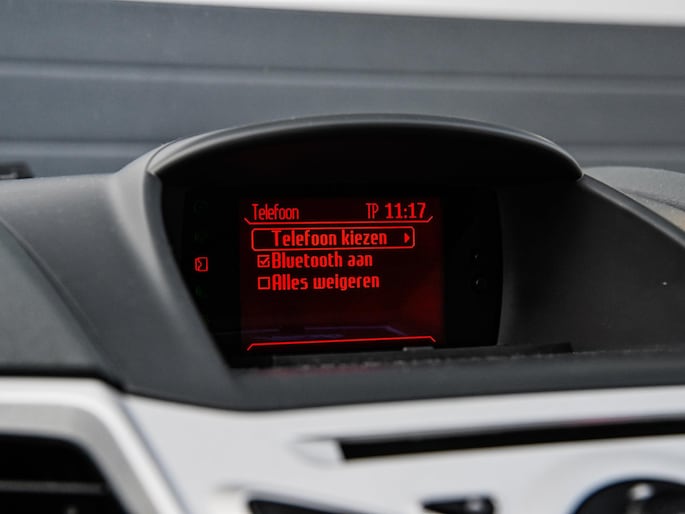 Telefoon TP 11:17
Telefoon kiezen
Bluetooth aan
Alles weigeren